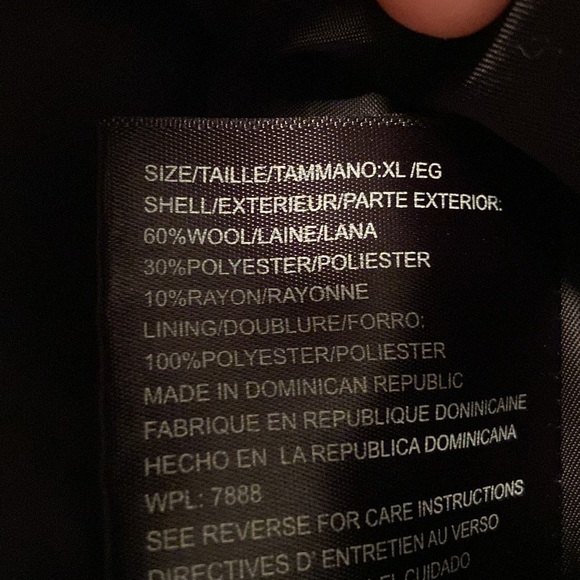 SIZE/TAILLE/TAMMANO:XL /EG
SHELL/EXTERIEUR/PARTE EXTERIOR:
60%WOOL/LAINE/LANA
30%POLYESTER/POLIESTER
10%RAYON/RAYONNE
LINING/DOUBLURE/FORRO:
100%POLYESTER/POLIESTER
MADE IN DOMINICAN REPUBLIC
FABRIQUE EN REPUBLIQUE DONINICAINE
HECHO EN LA REPUBLICA DOMINICANA
WPL: 7888
SEE REVERSE FOR CARE INSTRUCTIONS
DIRECTIVES D' ENTRETIEN AU VERSO
EL CUIDADO